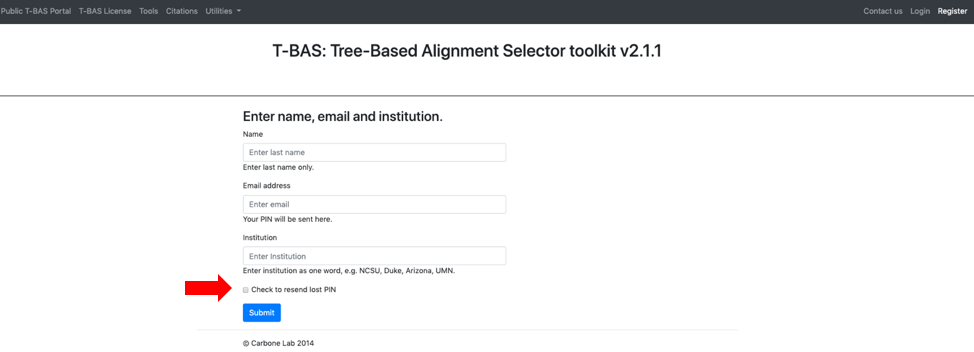 Public T-BAS Portal T-BAS License Tools Citations Utilities Contact us Login Register
T-BAS: Tree-Based Alignment Selector toolkit v2.1.1
Enter name, email and institution.
Name
Enter last name
Enter last name only.
Email address
Enter email
Your PIN will be sent here.
Institution
Enter Institution
Enter institution as one word, e.g. NCSU, Duke, Arizona, UMN.
Check to resend lost PIN
Submit
© Carbone Lab 2014